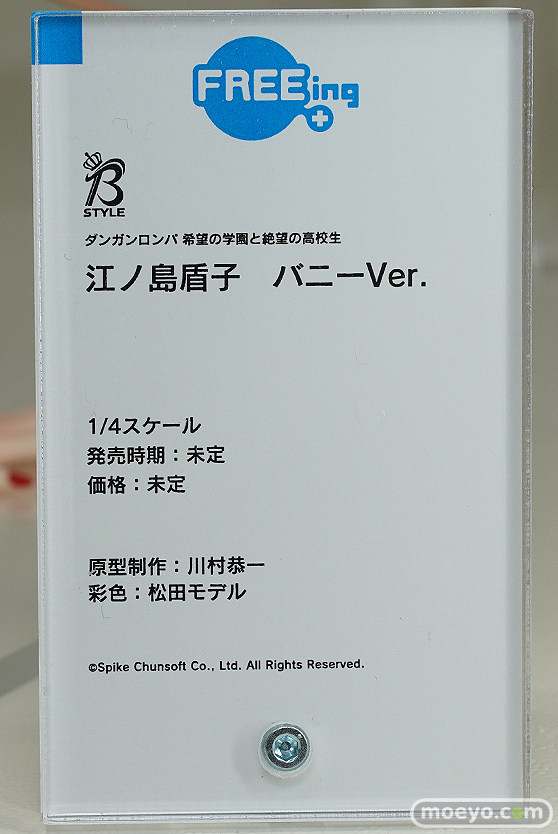 FREEing
B
STYLE
ダンガンロンパ 希望の学園と絶望の高校生
江ノ島盾子 バニーVer.
1/4スケール
発売時期：未定
価格：未定
原型制作：川村恭一
彩色：松田モデル
©Spike Chunsoft Co., Ltd. All Rights Reserved.
moeyo.com